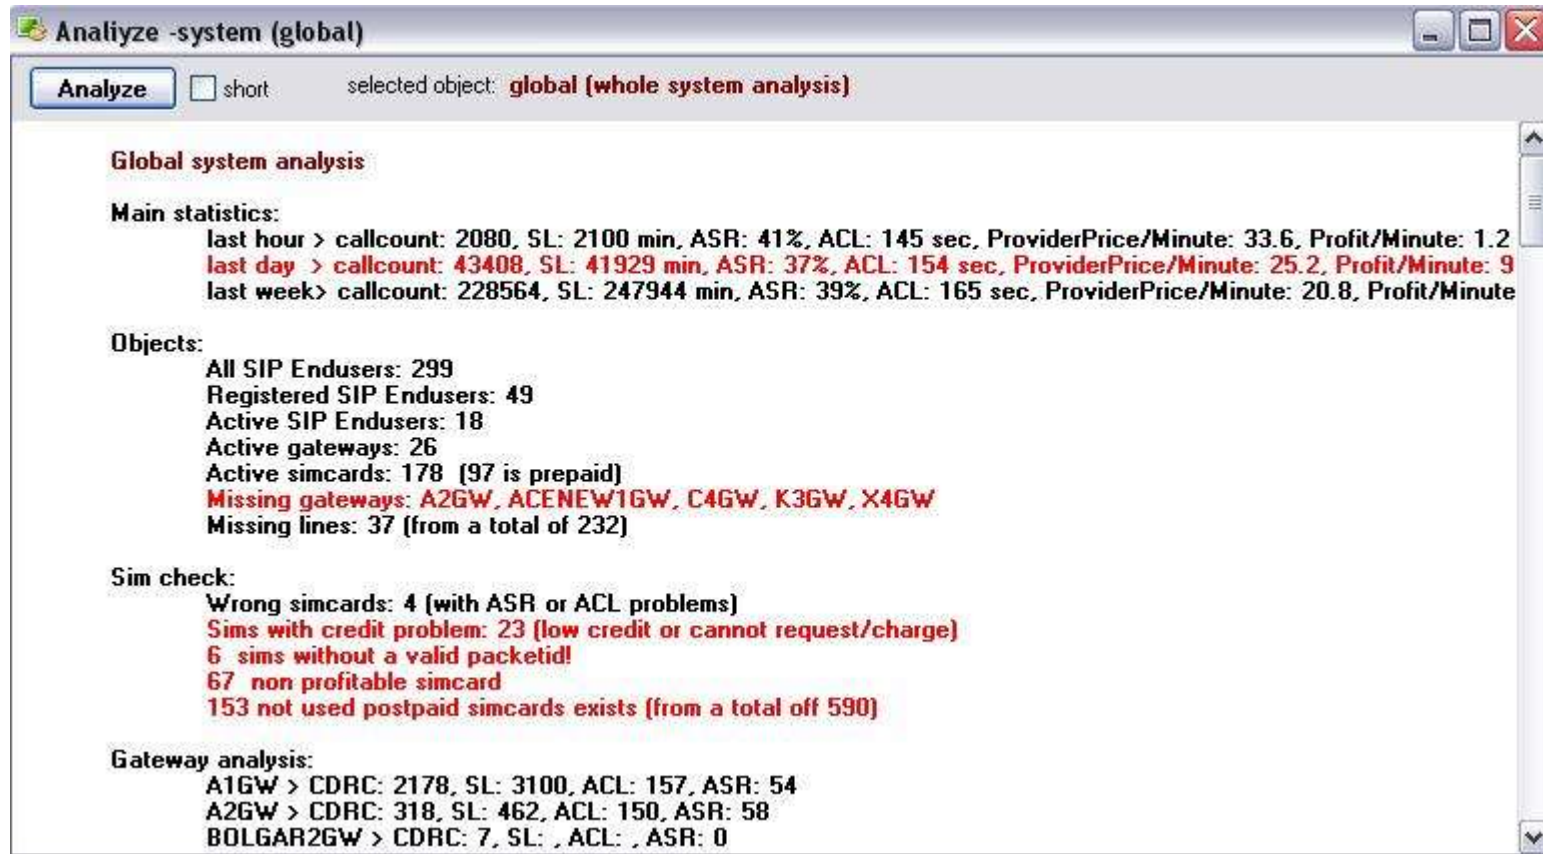 Analiyze -system (global)
Analyze short selected object: global (whole system analysis)
Global system analysis
Main statistics:
last hour > callcount: 2080, SL: 2100 min, ASR: 41%, ACL: 145 sec, ProviderPrice/Minute: 33.6, Profit/Minute: 1.2
last day > callcount: 43408, SL: 41929 min, ASR: 37%, ACL: 154 sec, ProviderPrice/Minute: 25.2, Profit/Minute: 9
last week> callcount: 228564, SL: 247944 min, ASR: 39%, ACL: 165 sec, ProviderPrice/Minute: 20.8, Profit/Minute
Objects:
All SIP Endusers: 299
Registered SIP Endusers: 49
Active SIP Endusers: 18
Active gateways: 26
Active simcards: 178 (97 is prepaid)
Missing gateways: A2GW, ACENEW1GW, C4GW, K3GW, X4GW
Missing lines: 37 (from a total of 232)
Sim check:
Wrong simcards: 4 (with ASR or ACL problems)
Sims with credit problem: 23 (low credit or cannot request/charge)
6 sims without a valid packetid!
67 non profitable simcard
153 not used postpaid simcards exists (from a total off 590)
Gateway analysis:
A1GW > CDRC: 2178, SL: 3100, ACL: 157, ASR: 54
A2GW > CDRC: 318, SL: 462, ACL: 150, ASR: 58
BOLGAR2GW > CDRC: 7, SL: , ACL: , ASR: 0